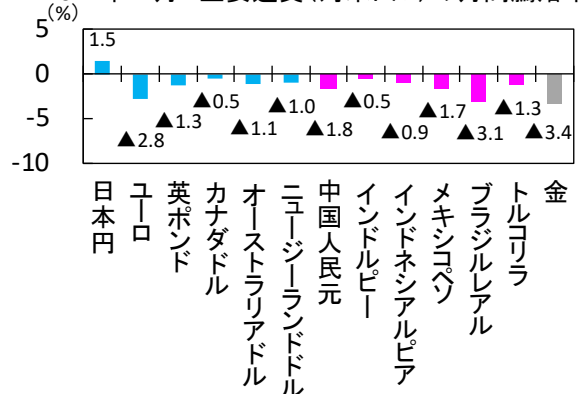 (%)
5
0
-5
-10
1.5
▲2.8
▲1.3
▲0.5
▲1.1
▲1.0
▲1.8
▲0.5
▲0.9
▲1.7
▲3.1
▲1.3
▲3.4
日本円
ユーロ
英ポンド
カナダドル
オーストラリアドル
ニュージーランドドル
中国人民元
インドルピー
インドネシアルピア
メキシコペソ
ブラジルレアル
トルコリラ
金